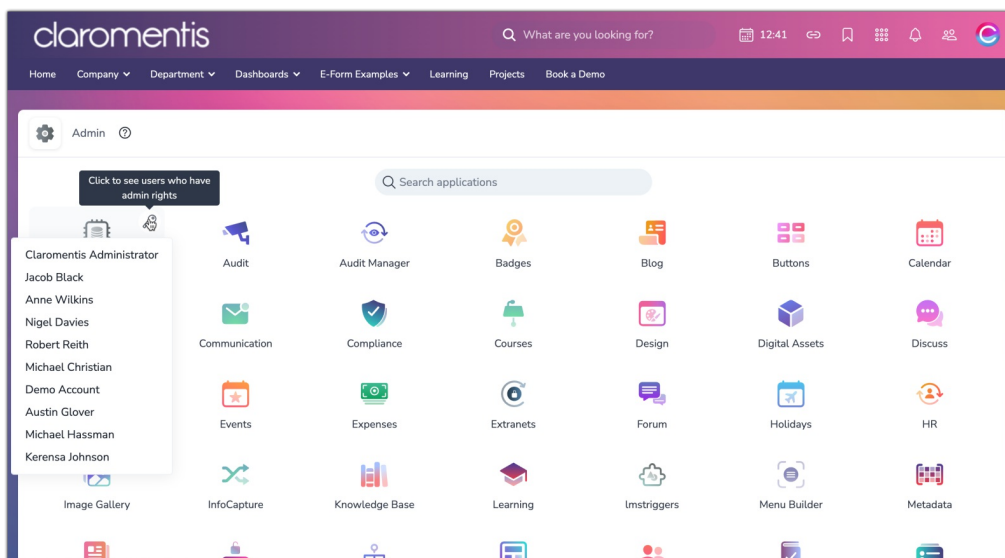 claromentis
What are you looking for?
12:41
Home Company Department Dashboards E-Form Examples Learning Projects Book a Demo
Admin
Click to see users who have
admin rights
Search applications
Audit Audit Manager Badges Blog Buttons Calendar
Claromentis Administrator
Jacob Black
Anne Wilkins
Nigel Davies
Robert Reith
Michael Christian
Demo Account
Austin Glover
Michael Hassman
Kerensa Johnson
Communication Compliance Courses Design Digital Assets Discuss
Events Expenses Extranets Forum Holidays HR
Image Gallery InfoCapture Knowledge Base Learning lmstriggers Menu Builder Metadata